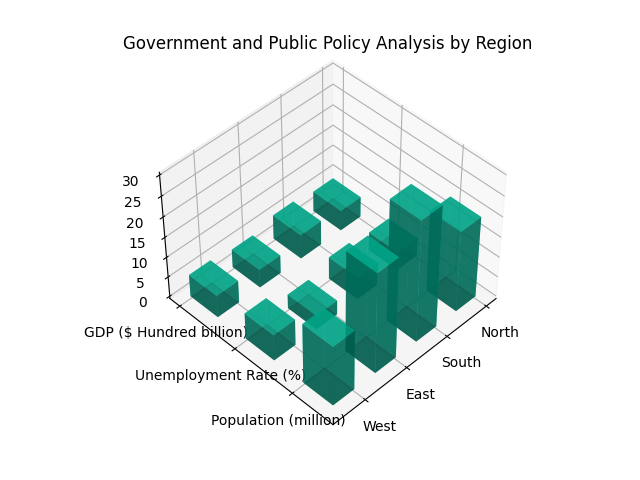 Government and Public Policy Analysis by Region
30
25
20
15
10
5
0
GDP ($ Hundred billion)
Unemployment Rate (%)
Population (million)
North
South
East
West